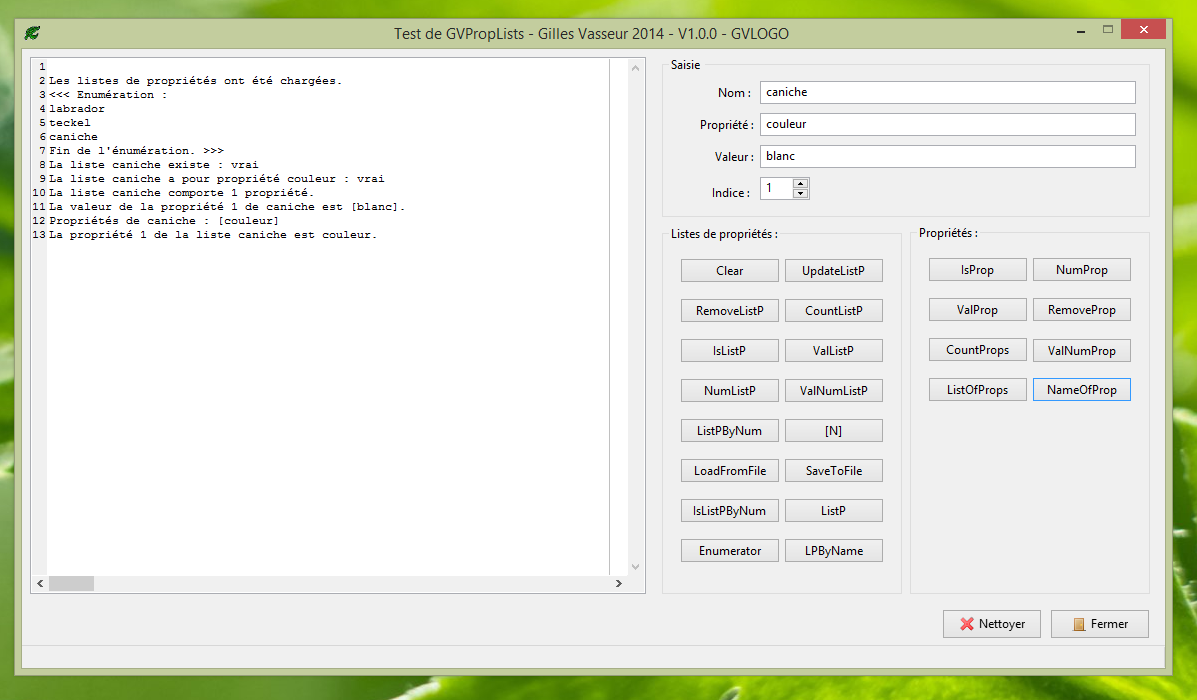 Test de GVPropLists - Gilles Vasseur 2014 - V1.0.0 - GVLOGO
1
2 Les listes de propriétés ont été chargées.
3 <<< Enumération :
4 labrador
5 teckel
6 caniche
7 Fin de l'énumération. >>>
8 La liste caniche existe : vrai
9 La liste caniche a pour propriété couleur : vrai
10 La liste caniche comporte 1 propriété.
11 La valeur de la propriété 1 de caniche est [blanc].
12 Propriétés de caniche : [couleur]
13 La propriété 1 de la liste caniche est couleur.
Saisie
Nom : caniche
Propriété : couleur
Valeur : blanc
Indice : 1
Listes de propriétés :
Clear UpdateListP
RemoveListP CountListP
IsListP ValListP
NumListP ValNumListP
ListPByNum [N]
LoadFromFile SaveToFile
IsListPByNum ListP
Enumerator LPByName
Propriétés :
IsProp NumProp
ValProp RemoveProp
CountProps ValNumProp
ListOfProps NameOfProp
Nettoyer Fermer